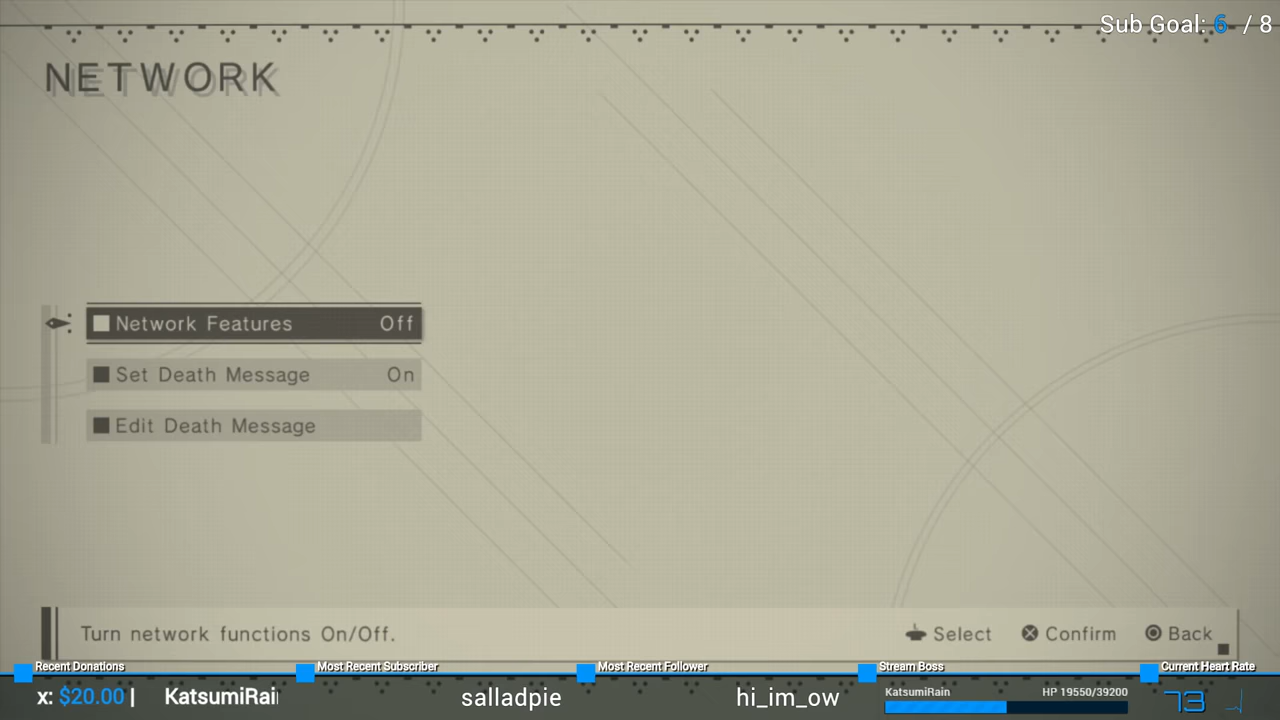 Sub Goal: 6 / 8
NETWORK
Network Features Off
Set Death Message On
Edit Death Message
Turn network functions On/Off.
Select Confirm Back
Recent Donations Most Recent Subscriber Most Recent Follower Stream Boss Current Heart Rate
x: $20.00 | KatsumiRai salladpie hi_im_ow KatsumiRain HP 19550/39200 73